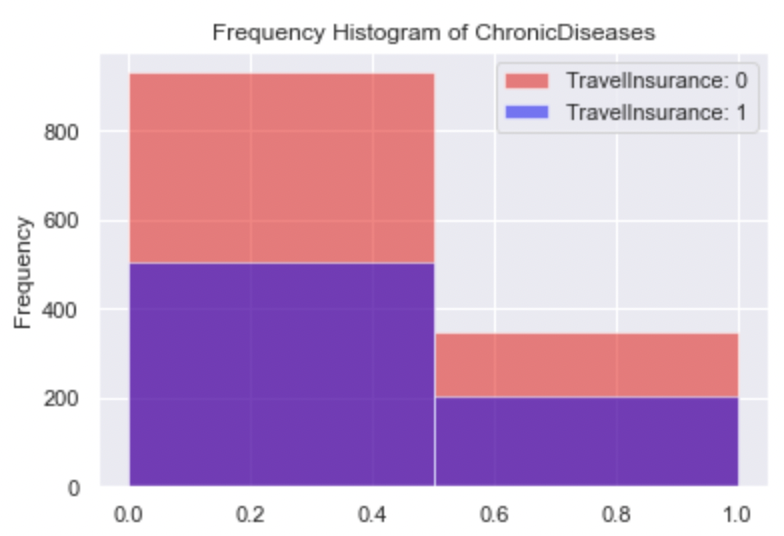 Frequency Histogram of ChronicDiseases
TravelInsurance: 0
TravelInsurance: 1
Frequency
800
600
400
200
0
0.0 0.2 0.4 0.6 0.8 1.0